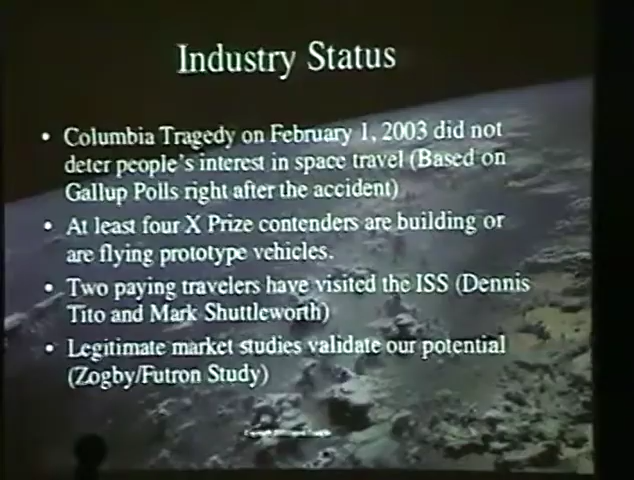 Industry Status
• Columbia Tragedy on February 1, 2003 did not
deter people's interest in space travel (Based on
Gallup Polls right after the accident)
• At least four X Prize contenders are building or
are flying prototype vehicles.
• Two paying travelers have visited the ISS (Dennis
Tito and Mark Shuttleworth)
• Legitimate market studies validate our potential
(Zogby/Futron Study)